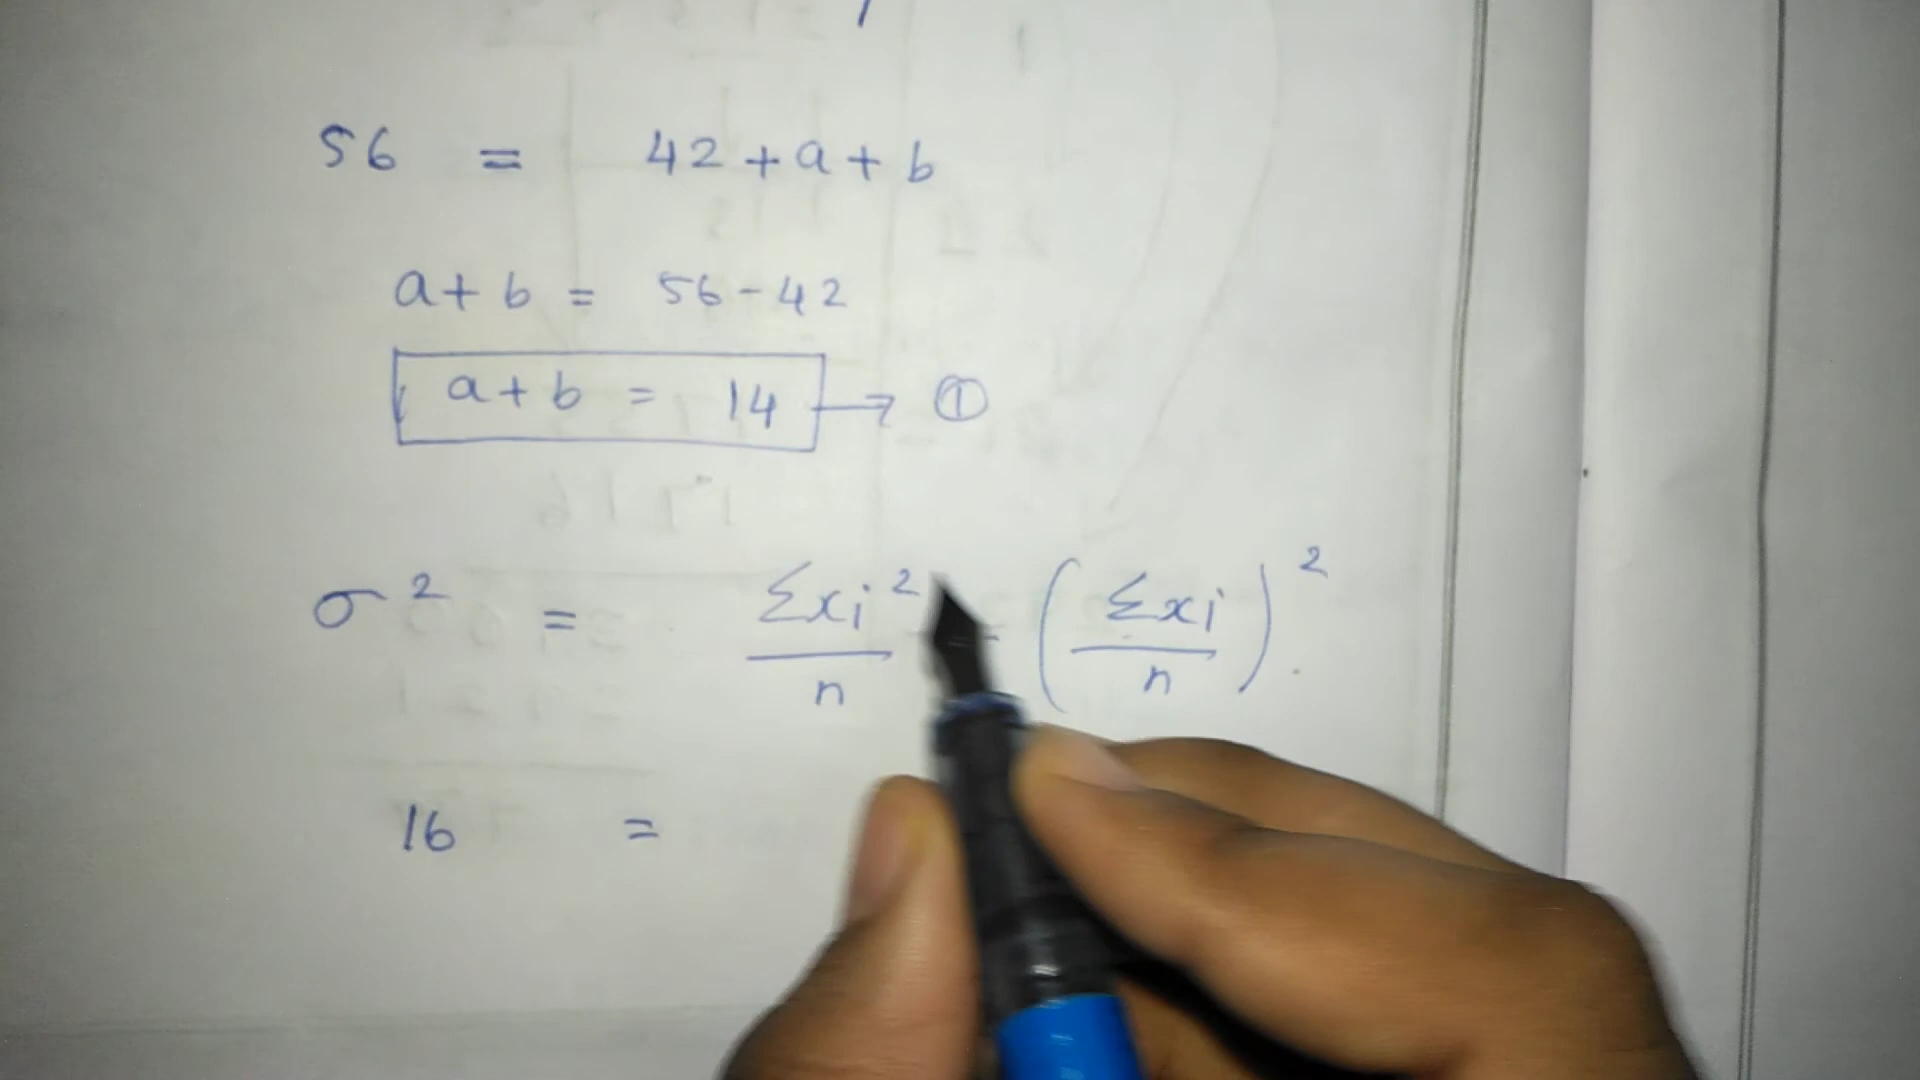 56 = 42 + a + b
a + b = 56 - 42
a + b = 14 → ①
σ² = Σxi²/n - (Σxi/n)²
16 =